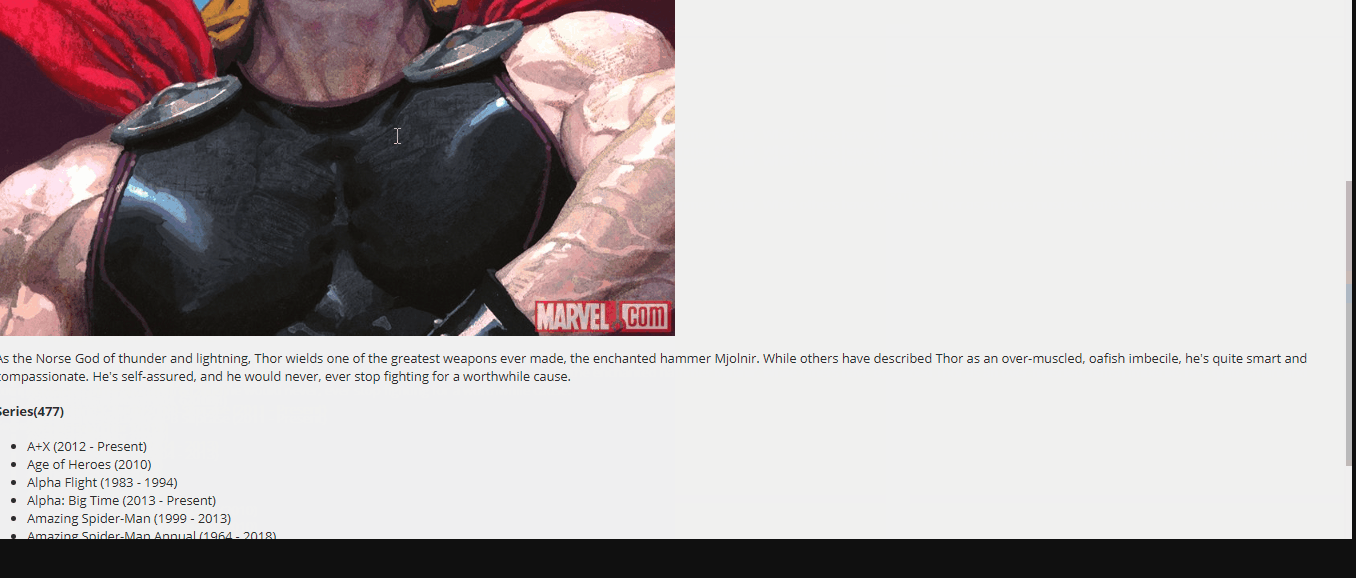 MARVEL com
As the Norse God of thunder and lightning, Thor wields one of the greatest weapons ever made, the enchanted hammer Mjolnir. While others have described Thor as an over-muscled, oafish imbecile, he's quite smart and
compassionate. He's self-assured, and he would never, ever stop fighting for a worthwhile cause.
Series(477)
A+X (2012 - Present)
Age of Heroes (2010)
Alpha Flight (1983 - 1994)
Alpha: Big Time (2013 - Present)
Amazing Spider-Man (1999 - 2013)
Amazing Spider-Man Annual (1964 - 2018)